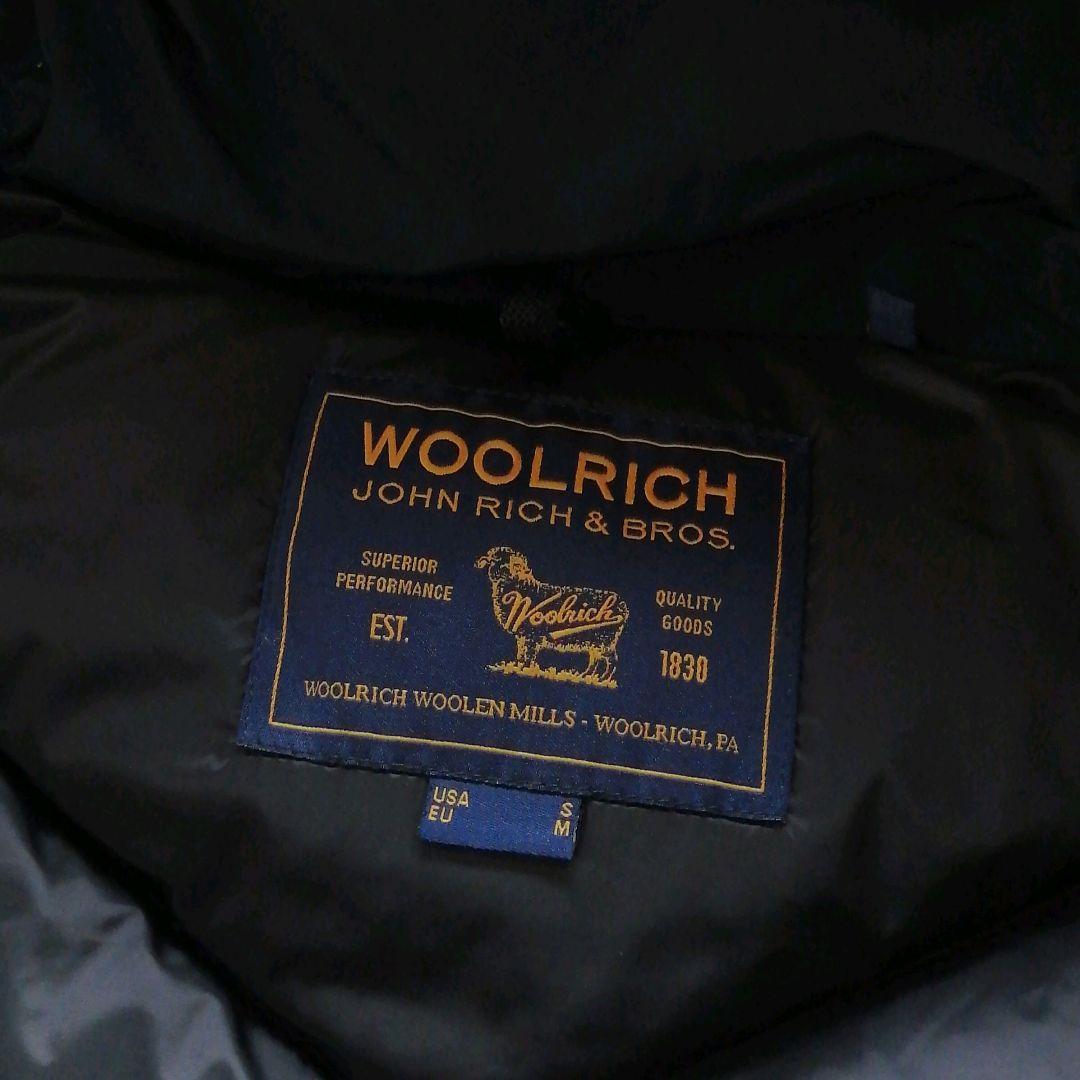 WOOLRICH
JOHN RICH & BROS.
SUPERIOR
PERFORMANCE
EST.
Woolrich
QUALITY
GOODS
1830
WOOLRICH WOOLEN MILLS - WOOLRICH, PA
USA S
EU M